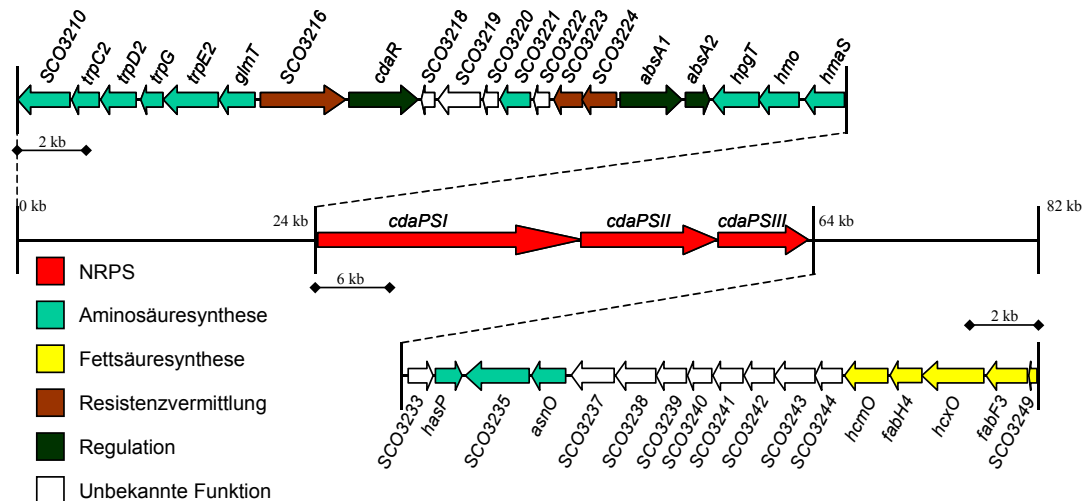 SCO3210
trpC2
trpD2
trpG
trpE2
glmT
SCO3216
cdaR
SCO3218
SCO3219
SCO3220
SCO3221
SCO3222
SCO3223
SCO3224
absA1
absA2
hpgT
hmo
hmaS
2 kb
0 kb
24 kb
cdaPSI
cdaPSII
cdaPSIII
64 kb
82 kb
6 kb
2 kb
NRPS
Aminosäuresynthese
Fettsäuresynthese
Resistenzvermittlung
Regulation
Unbekannte Funktion
SCO3233
hasP
SCO3235
asnO
SCO3237
SCO3238
SCO3239
SCO3240
SCO3241
SCO3242
SCO3243
SCO3244
hcmO
fabH4
hcxO
fabF3
SCO3249